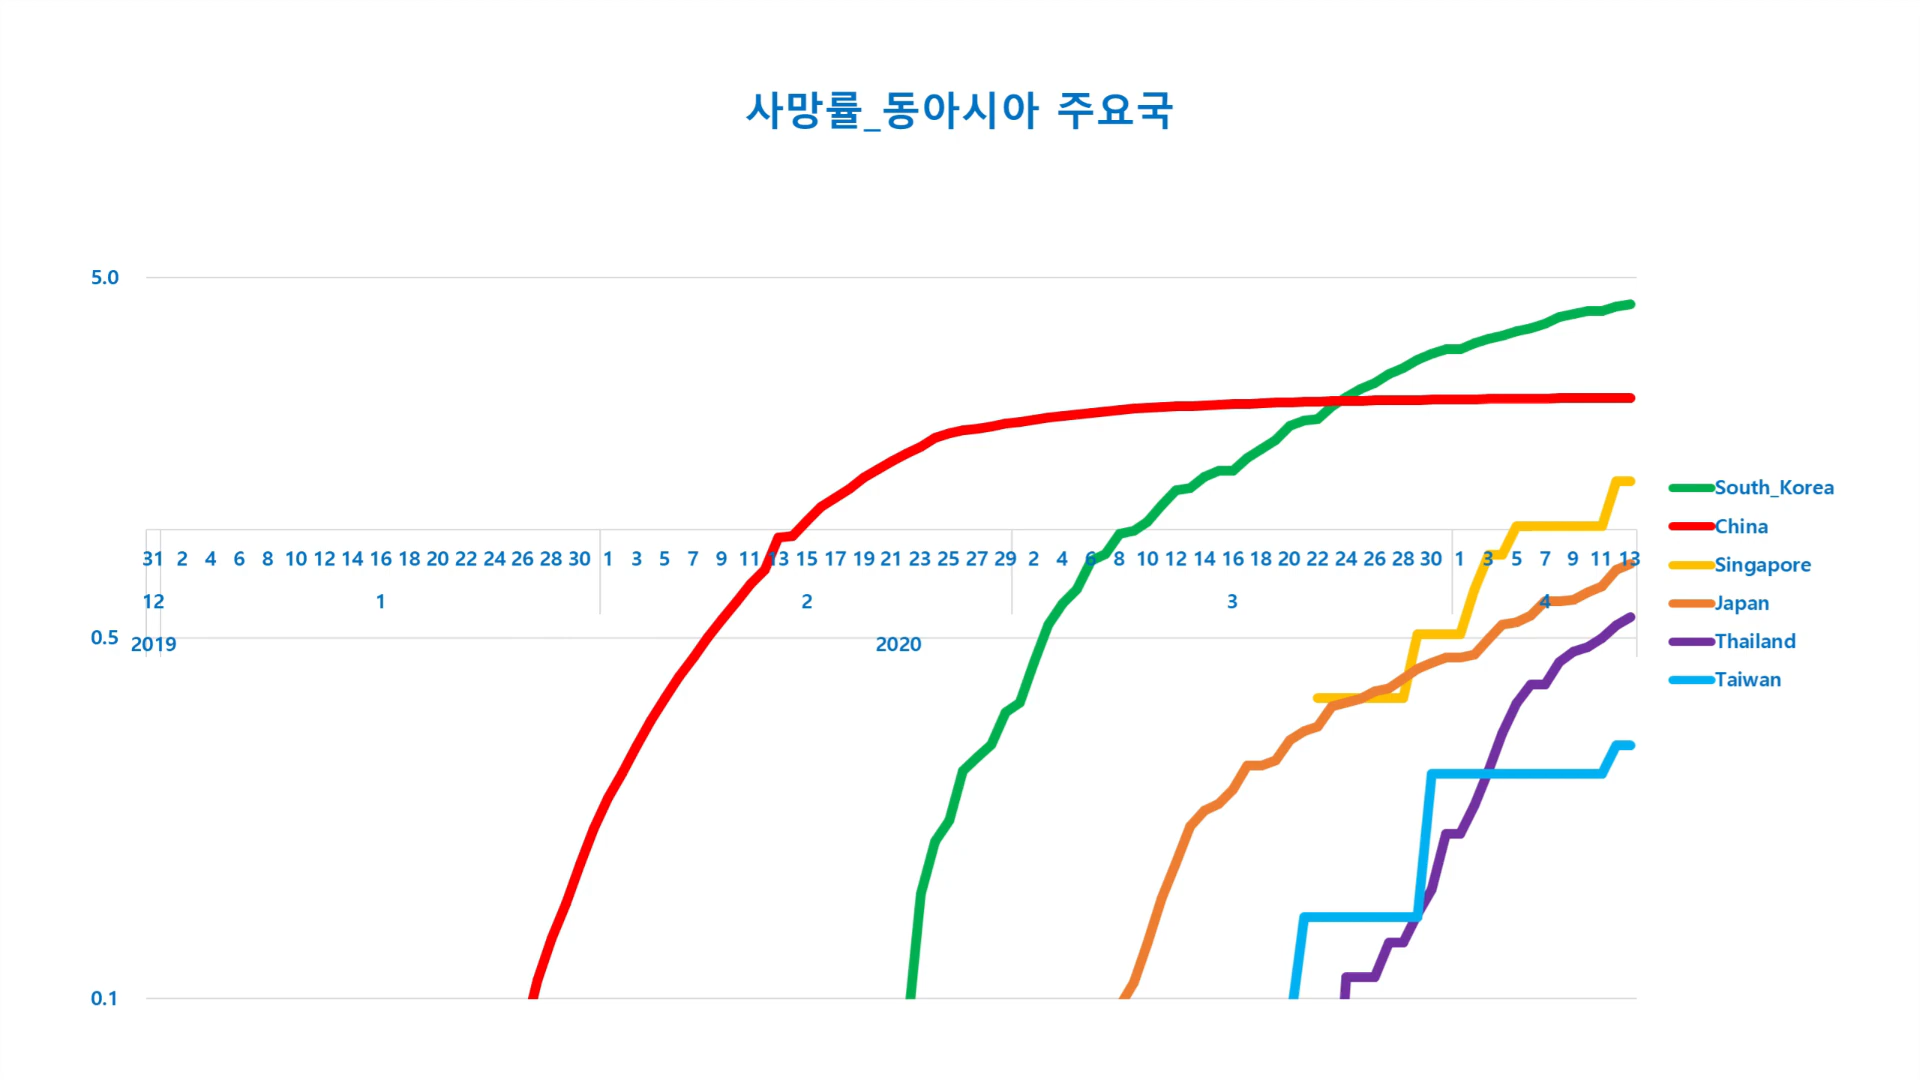 사망률_동아시아 주요국
5.0
South_Korea
China
31 2 4 6 8 10 12 14 16 18 20 22 24 26 28 30 1 3 5 7 9 11 13 15 17 19 21 23 25 27 29 2 4 6 8 10 12 14 16 18 20 22 24 26 28 30 1 3 5 7 9 11 13
Singapore
12 1 2 3 4
Japan
0.5
2019 2020
Thailand
Taiwan
0.1